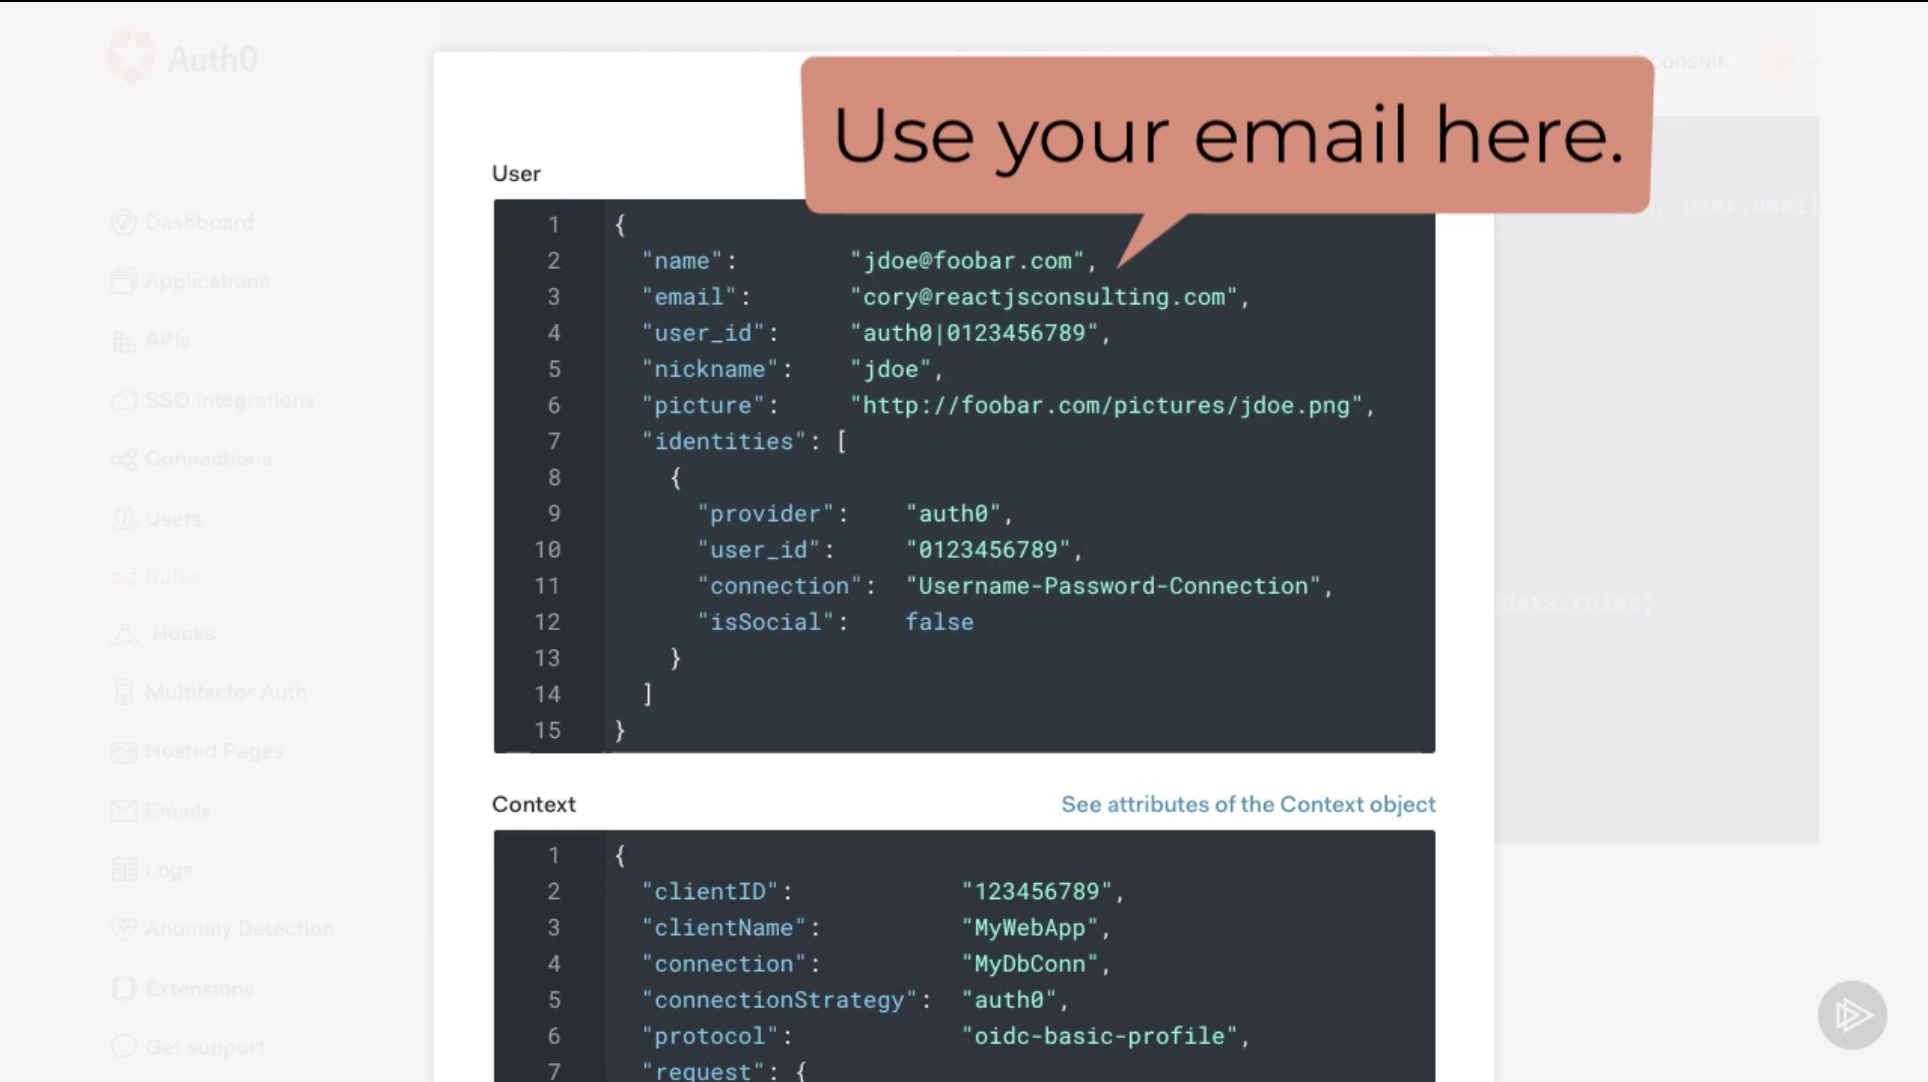 Auth0
consult...
Use your email here.
, user.email
Dashboard
Applications
APIs
SSO Integrations
Connections
Users
Rules
Hooks
Multifactor Auth
Hosted Pages
Emails
Logs
Anomaly Detection
Extensions
Get support
User
1 {
2 "name": "jdoe@foobar.com",
3 "email": "cory@reactjsconsulting.com",
4 "user_id": "auth0|0123456789",
5 "nickname": "jdoe",
6 "picture": "http://foobar.com/pictures/jdoe.png",
7 "identities": [
8 {
9 "provider": "auth0",
10 "user_id": "0123456789",
11 "connection": "Username-Password-Connection",
12 "isSocial": false
13 }
14 ]
15 }
data.roles;
Context
See attributes of the Context object
1 {
2 "clientID": "123456789",
3 "clientName": "MyWebApp",
4 "connection": "MyDbConn",
5 "connectionStrategy": "auth0",
6 "protocol": "oidc-basic-profile",
7 "request": {